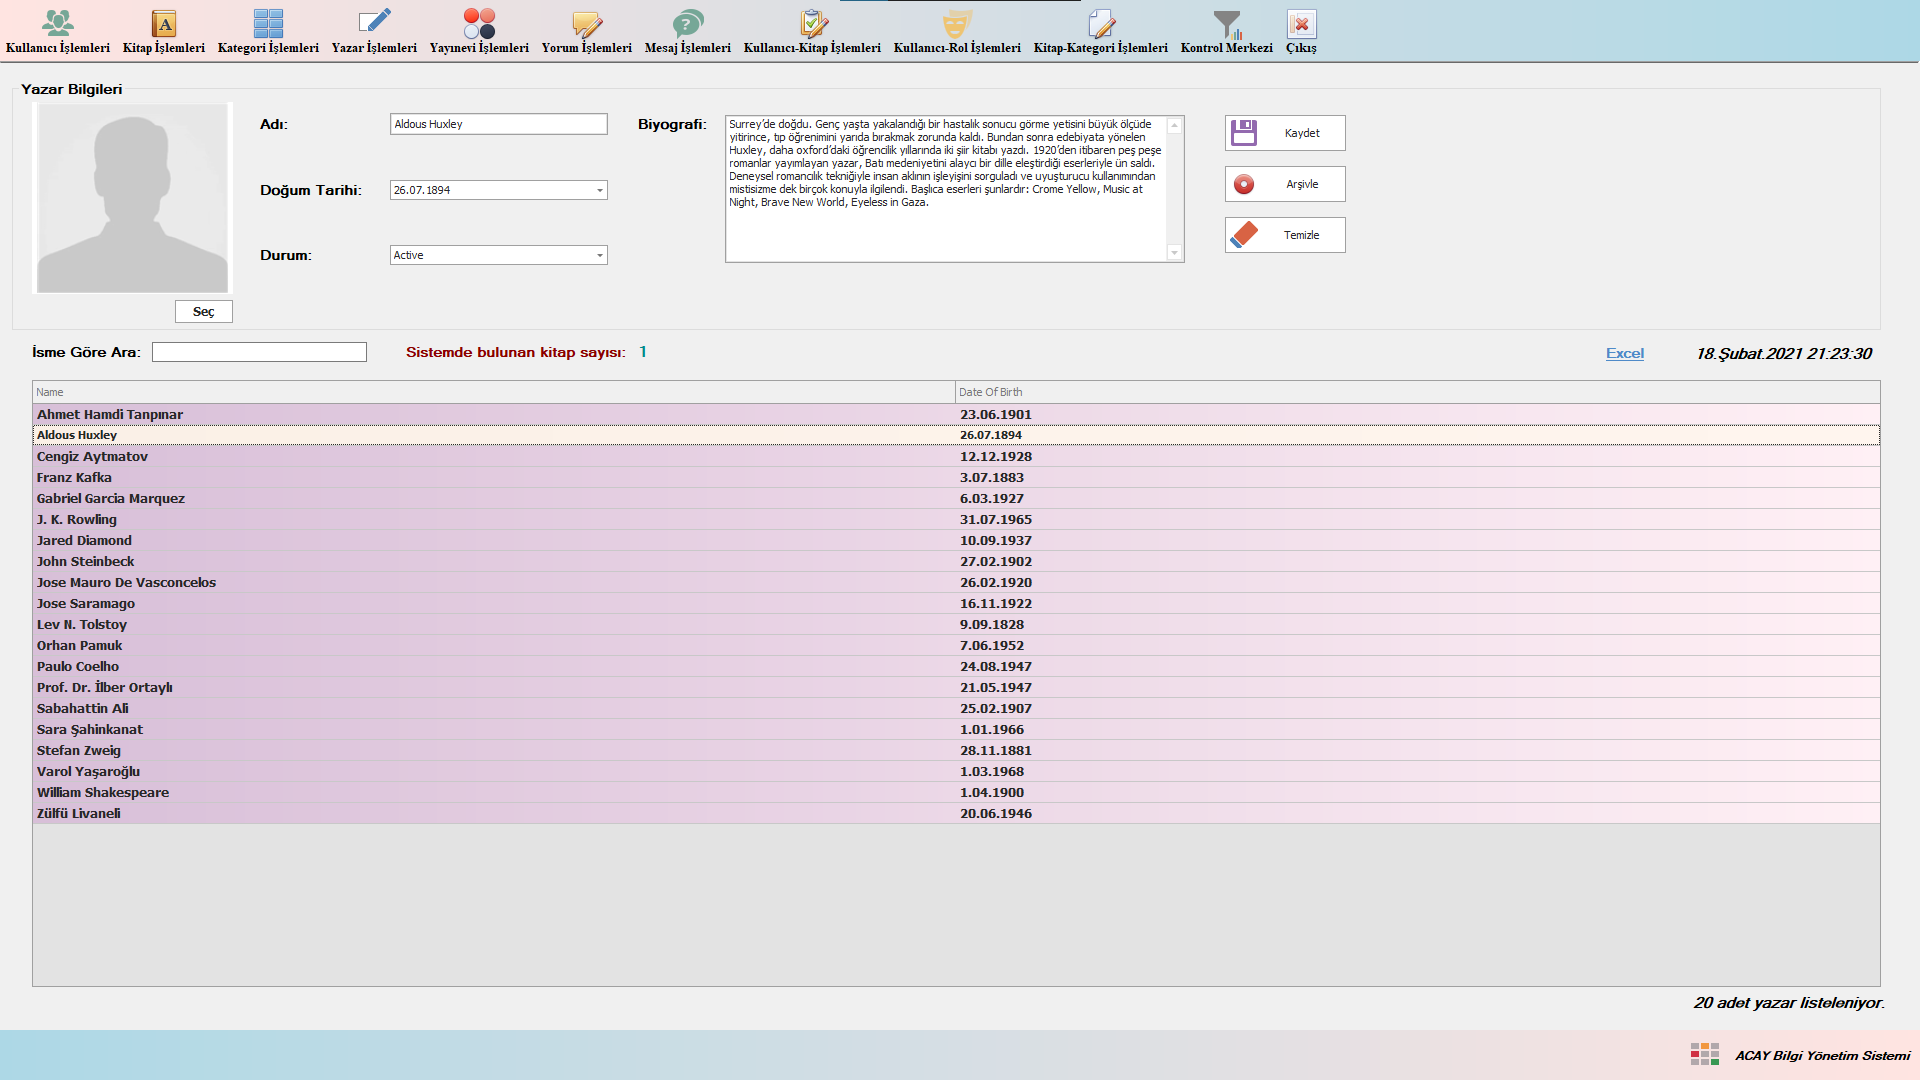 Kullanıcı İşlemleri Kitap İşlemleri Kategori İşlemleri Yazar İşlemleri Yayınevi İşlemleri Yorum İşlemleri Mesaj İşlemleri Kullanıcı-Kitap İşlemleri Kullanıcı-Rol İşlemleri Kitap-Kategori İşlemleri Kontrol Merkezi Çıkış
Yazar Bilgileri
Adı: Aldous Huxley
Doğum Tarihi: 26.07.1894
Durum: Active
Seç
Biyografi:
Surrey’de doğdu. Genç yaşta yakalandığı bir hastalık sonucu görme yetisini büyük ölçüde
yitirince, tıp öğrenimini yarıda bırakmak zorunda kaldı. Bundan sonra edebiyata yönelen
Huxley, daha oxford’daki öğrencilik yıllarında iki şiir kitabı yazdı. 1920’den itibaren peş peşe
romanlar yayımlayan yazar, Batı medeniyetini alaycı bir dille eleştirdiği eserleriyle ün saldı.
Deneysel romancılık tekniğiyle insan aklının işleyişini sorguladı ve uyuşturucu kullanımından
mistisizme dek birçok konuyla ilgilendi. Başlıca eserleri şunlardır: Crome Yellow, Music at
Night, Brave New World, Eyeless in Gaza.
Kaydet
Arşivle
Temizle
İsme Göre Ara: Sistemde bulunan kitap sayısı: 1 Excel 18.Şubat.2021 21:23:30
Name Date Of Birth
Ahmet Hamdi Tanpınar 23.06.1901
Aldous Huxley 26.07.1894
Cengiz Aytmatov 12.12.1928
Franz Kafka 3.07.1883
Gabriel Garcia Marquez 6.03.1927
J. K. Rowling 31.07.1965
Jared Diamond 10.09.1937
John Steinbeck 27.02.1902
Jose Mauro De Vasconcelos 26.02.1920
Jose Saramago 16.11.1922
Lev N. Tolstoy 9.09.1828
Orhan Pamuk 7.06.1952
Paulo Coelho 24.08.1947
Prof. Dr. İlber Ortaylı 21.05.1947
Sabahattin Ali 25.02.1907
Sara Şahinkanat 1.01.1966
Stefan Zweig 28.11.1881
Varol Yaşaroğlu 1.03.1968
William Shakespeare 1.04.1900
Zülfü Livaneli 20.06.1946
20 adet yazar listeleniyor.
ACAY Bilgi Yönetim Sistemi